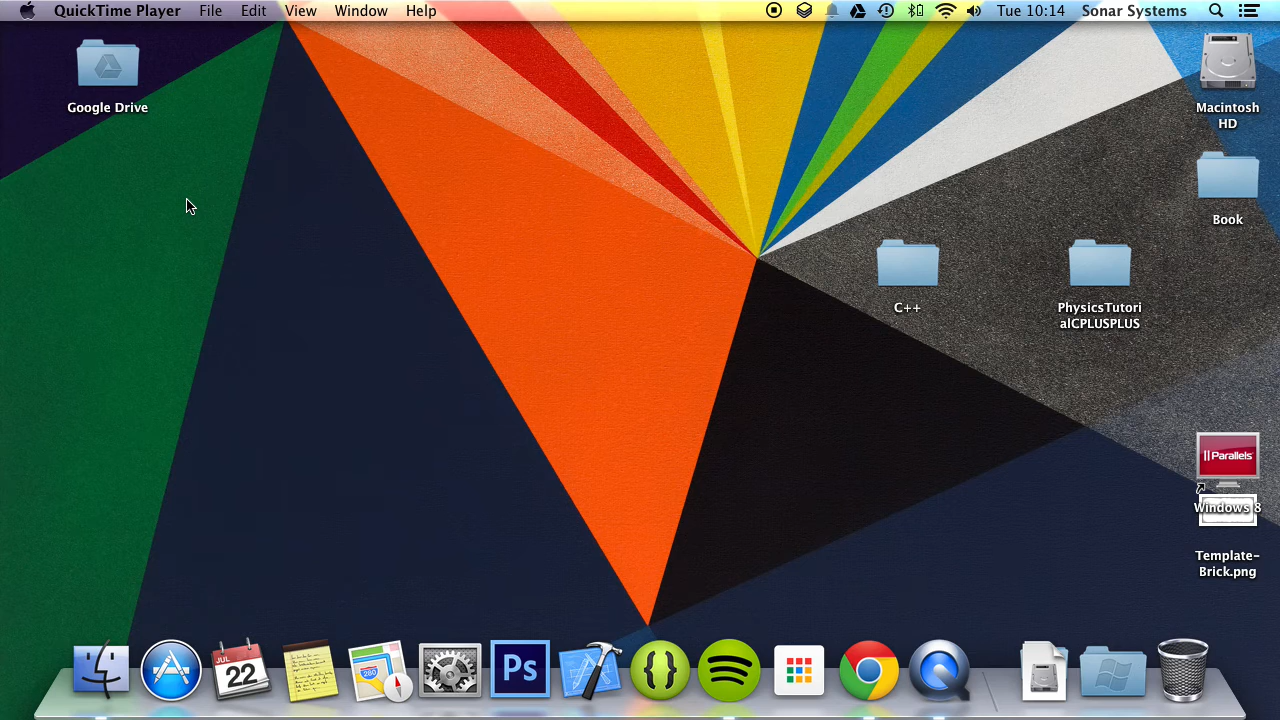 QuickTime Player File Edit View Window Help Tue 10:14 Sonar Systems
Google Drive
Macintosh
HD
Book
C++
PhysicsTutori
alCPLUSPLUS
Parallels
Windows 8
Template-
Brick.png
JUL
22
280
Ps
{}